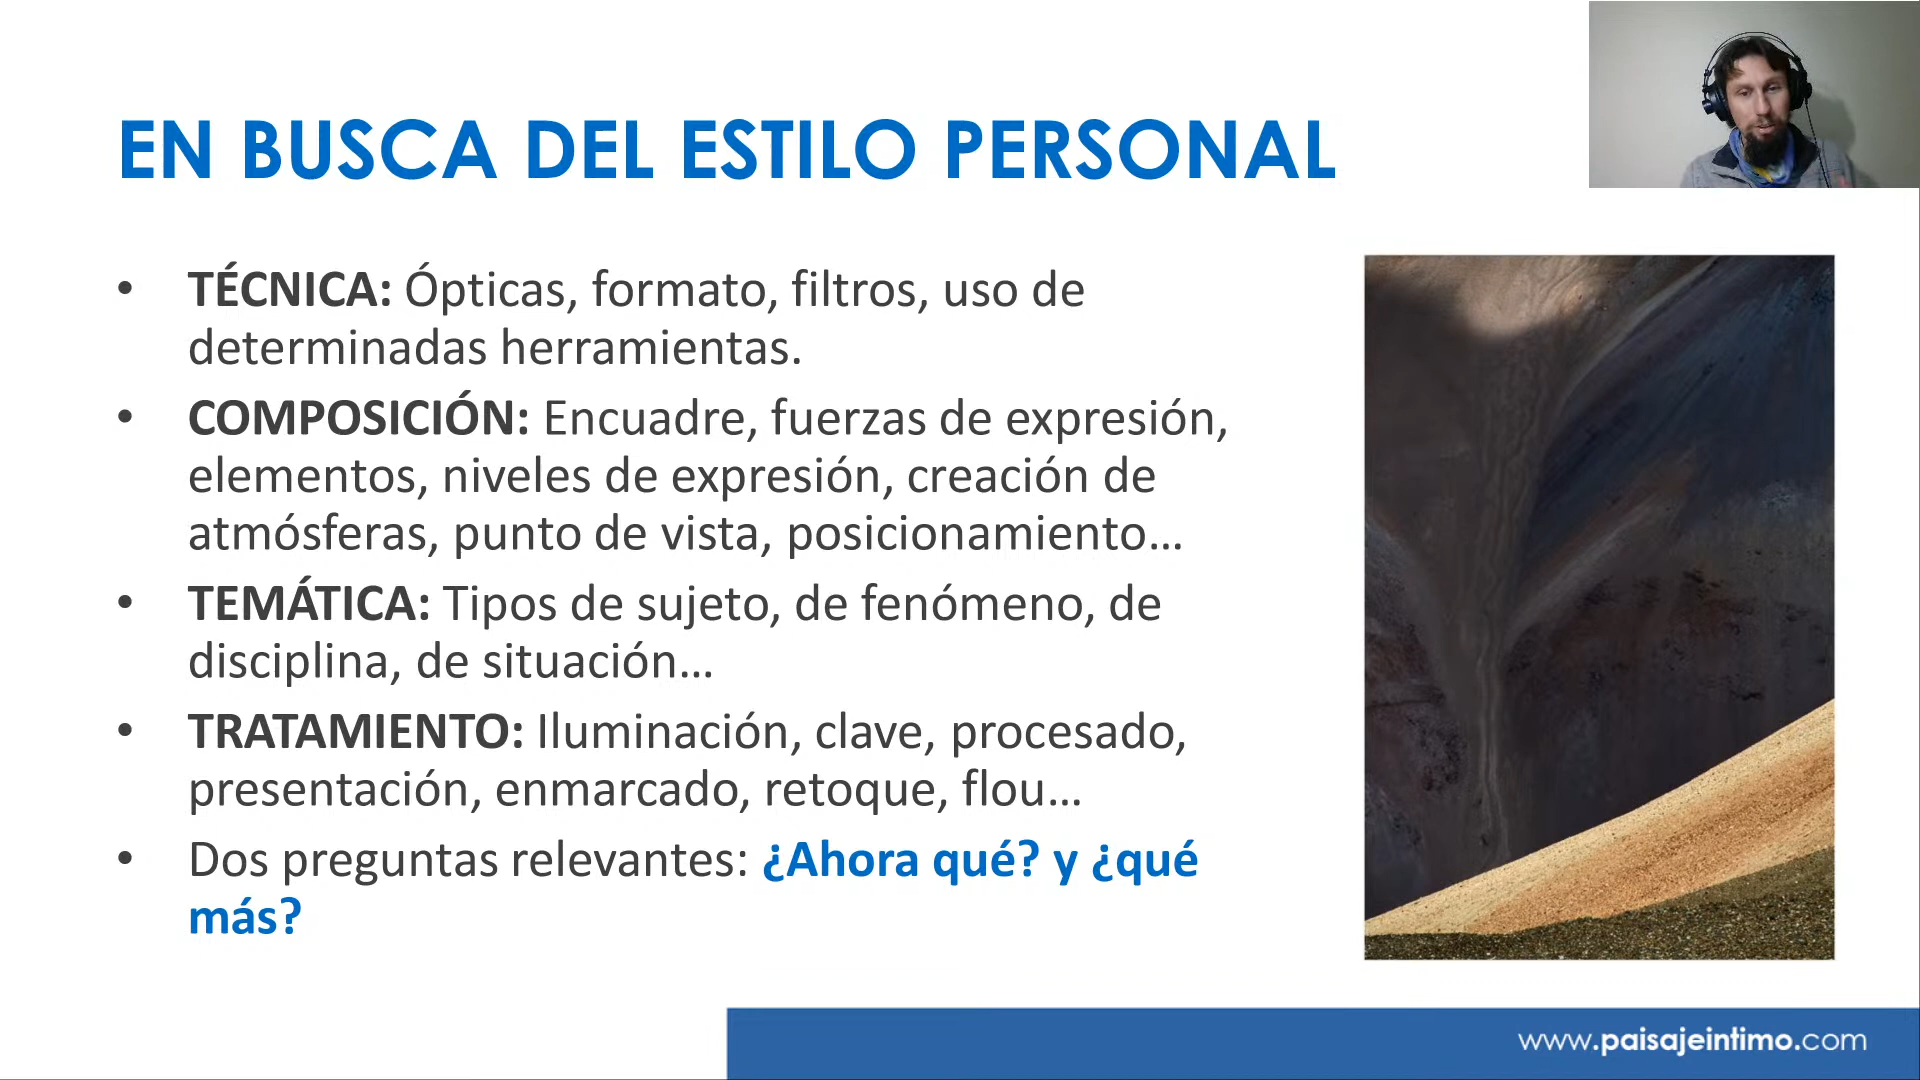 EN BUSCA DEL ESTILO PERSONAL
• TÉCNICA: Ópticas, formato, filtros, uso de
determinadas herramientas.
• COMPOSICIÓN: Encuadre, fuerzas de expresión,
elementos, niveles de expresión, creación de
atmósferas, punto de vista, posicionamiento…
• TEMÁTICA: Tipos de sujeto, de fenómeno, de
disciplina, de situación…
• TRATAMIENTO: Iluminación, clave, procesado,
presentación, enmarcado, retoque, flou…
• Dos preguntas relevantes: ¿Ahora qué? y ¿qué
más?
www.paisajeintimo.com